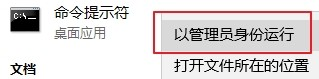 命令提示符
桌面应用
文档
以管理员身份运行
打开文件所在的位置